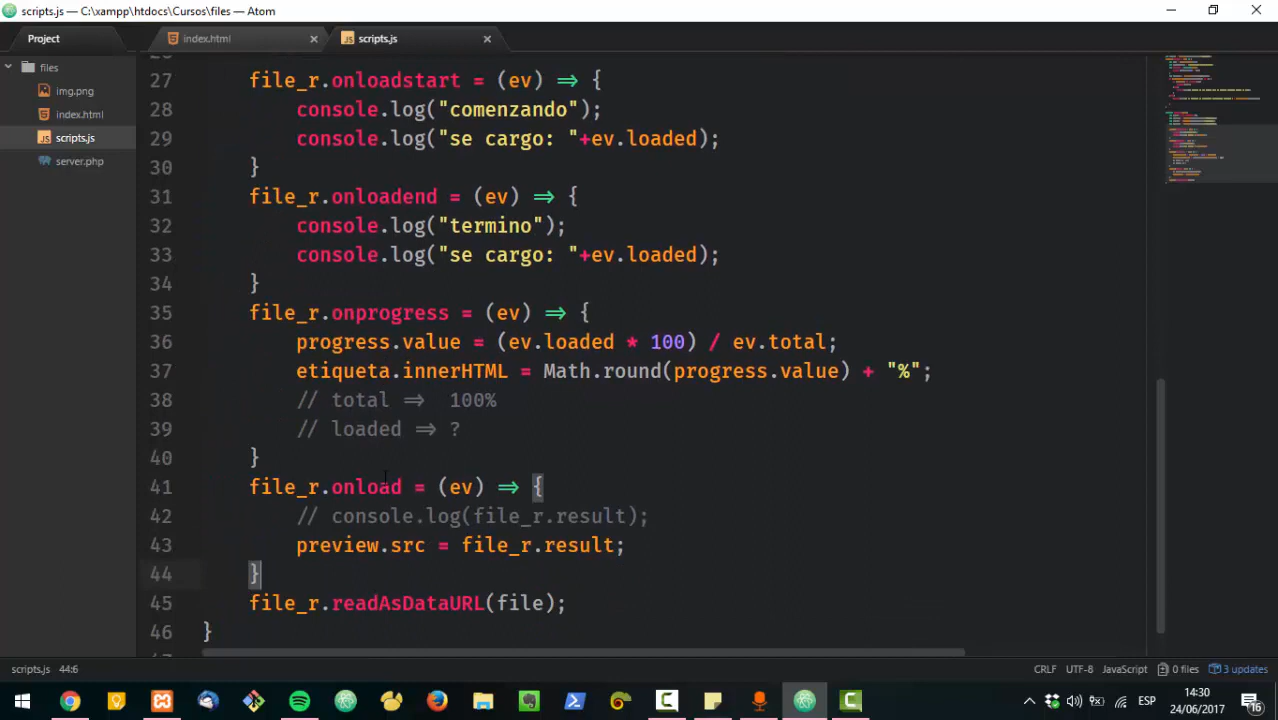 scripts.js — C:\xampp\htdocs\Cursos\files — Atom
Project
index.html
scripts.js
files
img.png
index.html
scripts.js
server.php
27 file_r.onloadstart = (ev) => {
28 console.log("comenzando");
29 console.log("se cargo: "+ev.loaded);
30 }
31 file_r.onloadend = (ev) => {
32 console.log("termino");
33 console.log("se cargo: "+ev.loaded);
34 }
35 file_r.onprogress = (ev) => {
36 progress.value = (ev.loaded * 100) / ev.total;
37 etiqueta.innerHTML = Math.round(progress.value) + "%";
38 // total => 100%
39 // loaded => ?
40 }
41 file_r.onload = (ev) => {
42 // console.log(file_r.result);
43 preview.src = file_r.result;
44 }
45 file_r.readAsDataURL(file);
46 }
scripts.js 44:6 CRLF UTF-8 JavaScript 0 files 3 updates
ESP
14:30
24/06/2017
16